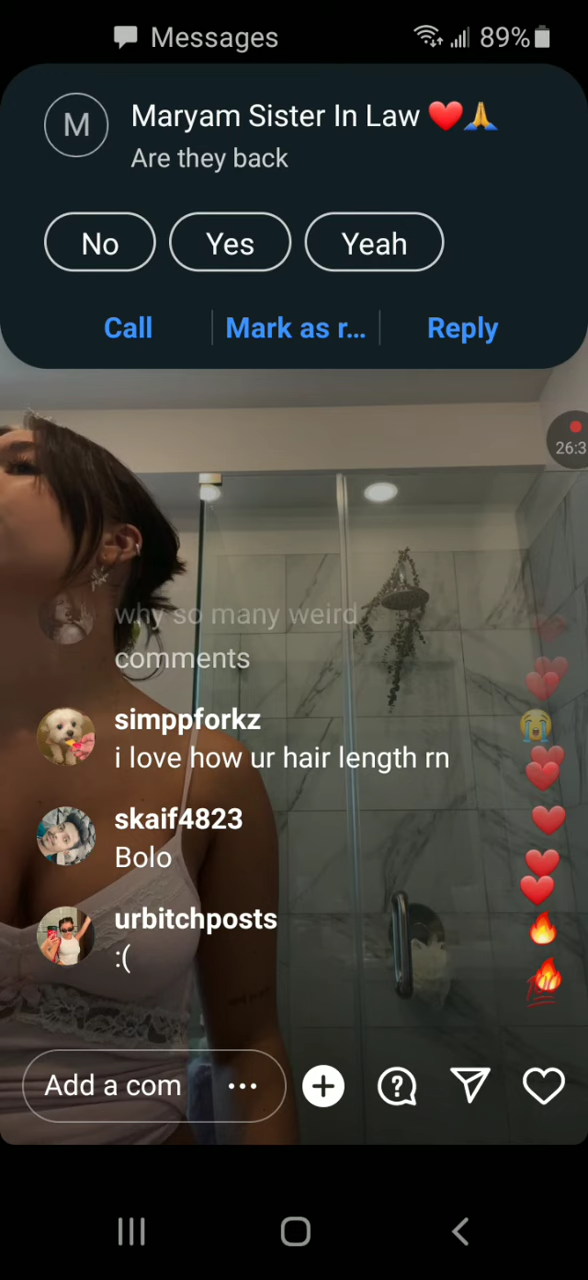 Messages
89%
M
Maryam Sister In Law ❤️🙏
Are they back
No Yes Yeah
Call Mark as r... Reply
26:3
why so many weird
comments
simppforkz
i love how ur hair length rn
skaif4823
Bolo
urbitchposts
:(
Add a com ...